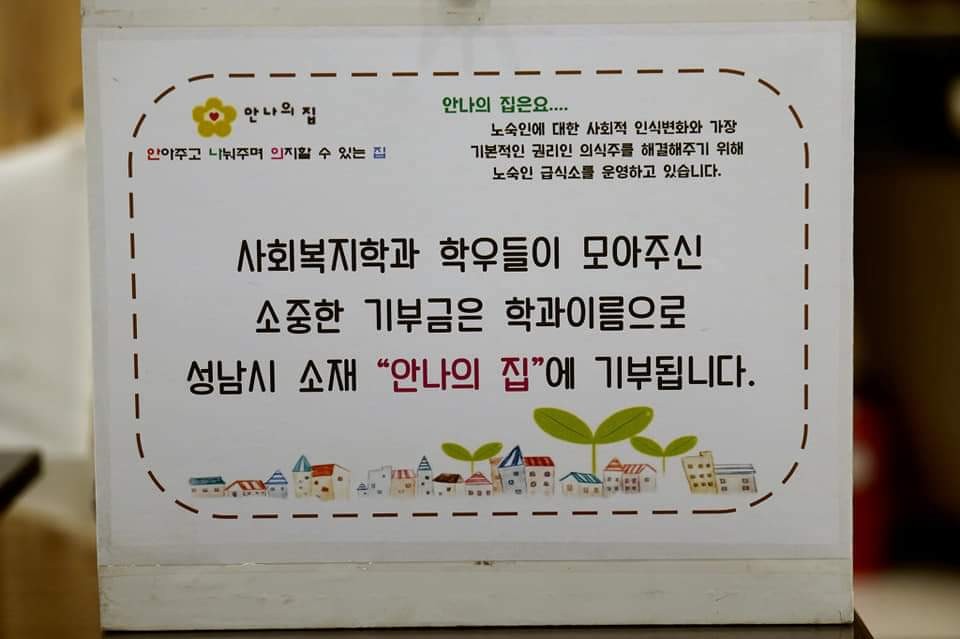 안나의 집
안아주고 나눠주며 의지할 수 있는 집
안나의 집은요....
노숙인에 대한 사회적 인식변화와 가장
기본적인 권리인 의식주를 해결해주기 위해
노숙인 급식소를 운영하고 있습니다.
사회복지학과 학우들이 모아주신
소중한 기부금은 학과이름으로
성남시 소재 “안나의 집”에 기부됩니다.